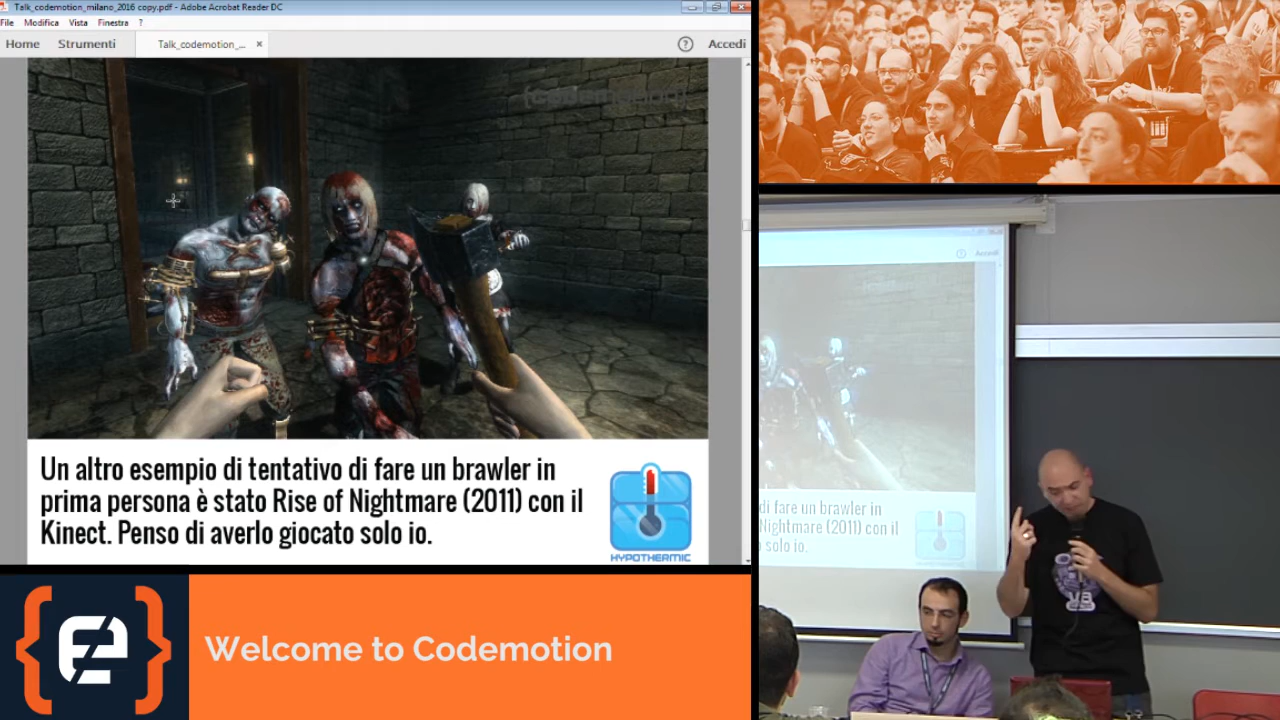 Talk_codemotion_milano_2016 copy.pdf - Adobe Acrobat Reader DC
File Modifica Vista Finestra ?
Home Strumenti Talk_codemotion_... × ? Accedi
Un altro esempio di tentativo di fare un brawler in
prima persona è stato Rise of Nightmare (2011) con il
Kinect. Penso di averlo giocato solo io.
HYPOTHERMIC
Welcome to Codemotion
Accedi
di fare un brawler in
Nightmare (2011) con il
solo io.